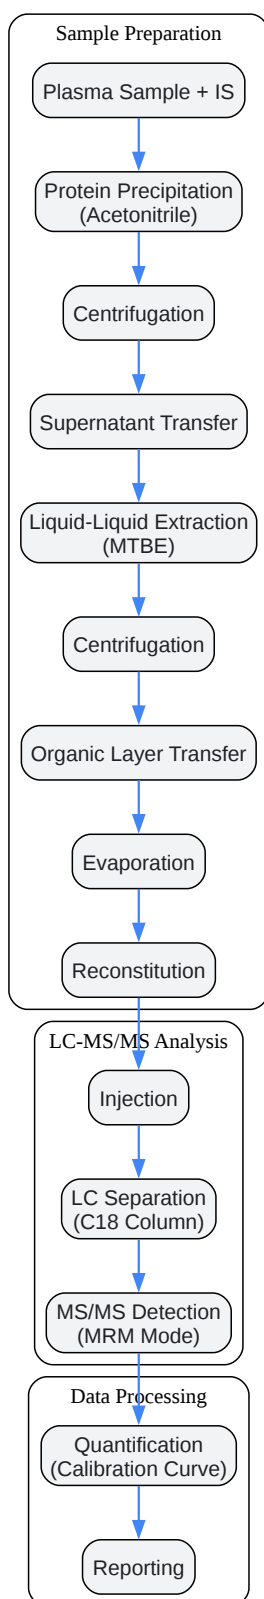 Sample Preparation
Plasma Sample + IS
Protein Precipitation
(Acetonitrile)
Centrifugation
Supernatant Transfer
Liquid-Liquid Extraction
(MTBE)
Centrifugation
Organic Layer Transfer
Evaporation
Reconstitution
LC-MS/MS Analysis
Injection
LC Separation
(C18 Column)
MS/MS Detection
(MRM Mode)
Data Processing
Quantification
(Calibration Curve)
Reporting